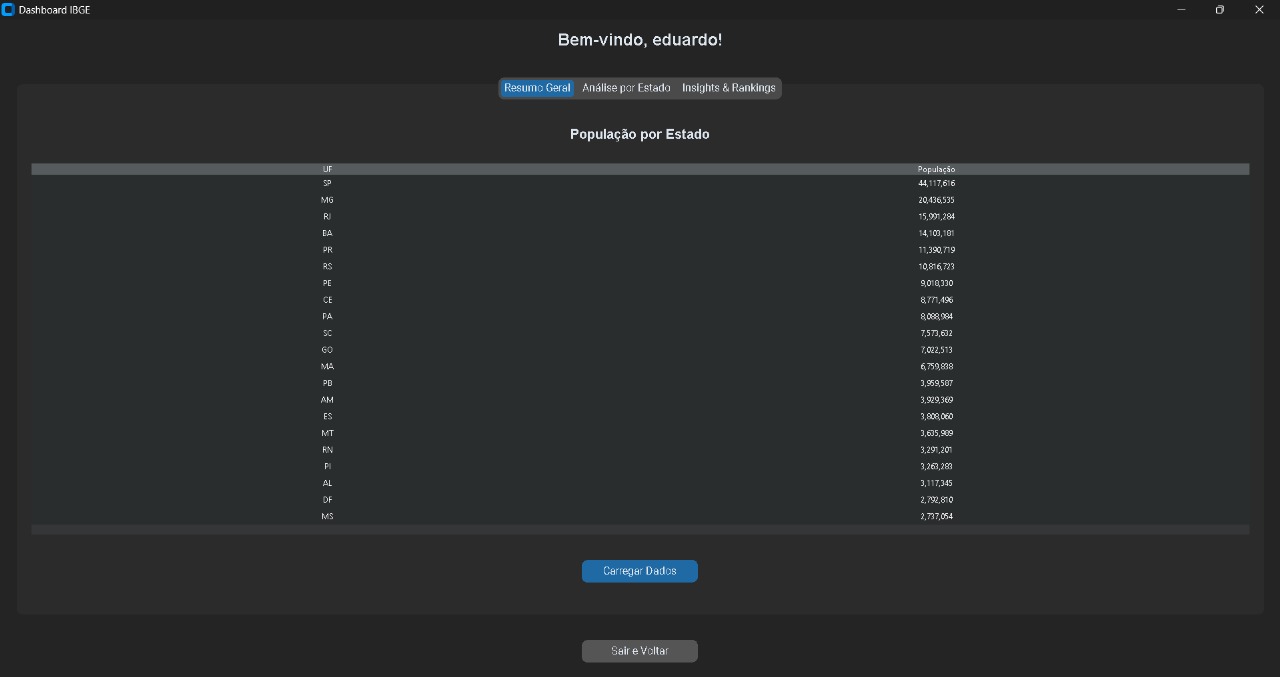 Dashboard IBGE
Bem-vindo, eduardo!
Resumo Geral Análise por Estado Insights & Rankings
População por Estado
UF População
SP 44,117,616
MG 20,436,535
RJ 15,991,284
BA 14,103,181
PR 11,390,719
RS 10,816,723
PE 9,018,330
CE 8,771,496
PA 8,088,984
SC 7,573,632
GO 7,022,513
MA 6,759,838
PB 3,959,587
AM 3,929,369
ES 3,808,060
MT 3,635,989
RN 3,291,201
PI 3,263,283
AL 3,117,345
DF 2,792,810
MS 2,737,054
Carregar Dados
Sair e Voltar